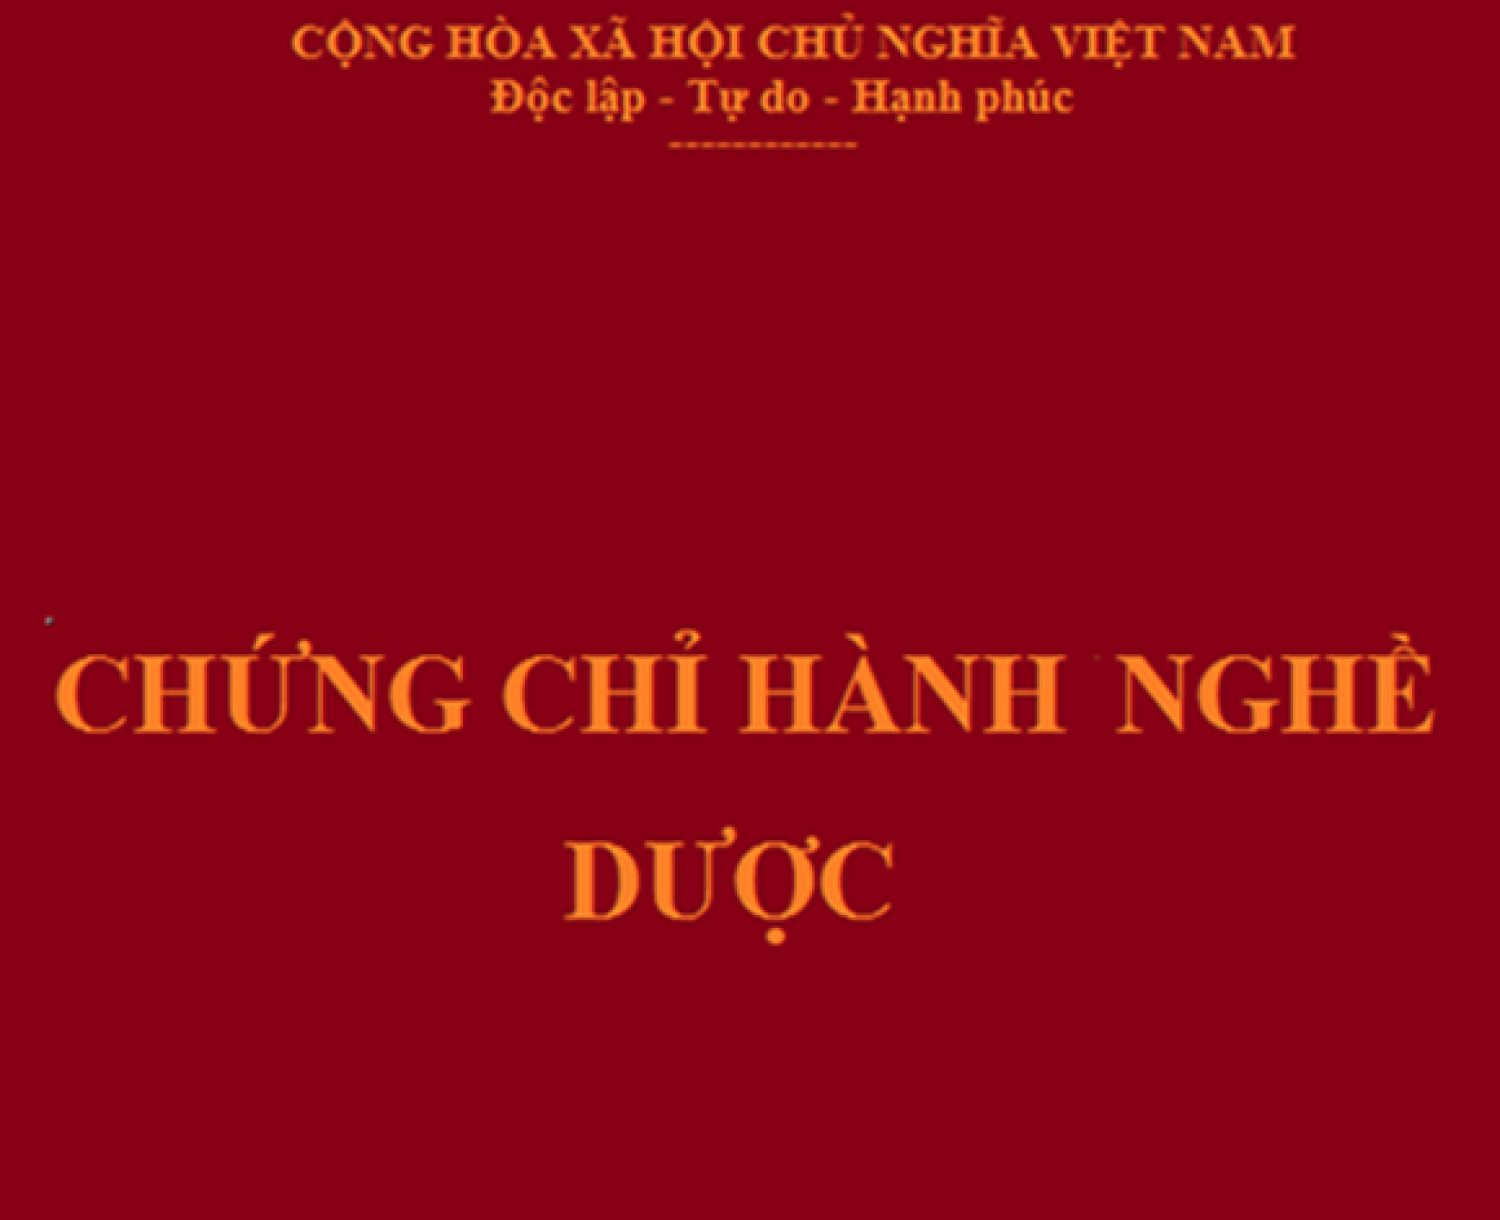 CỘNG HÒA XÃ HỘI CHỦ NGHĨA VIỆT NAM
Độc lập - Tự do - Hạnh phúc
------------
CHỨNG CHỈ HÀNH NGHỀ
DƯỢC